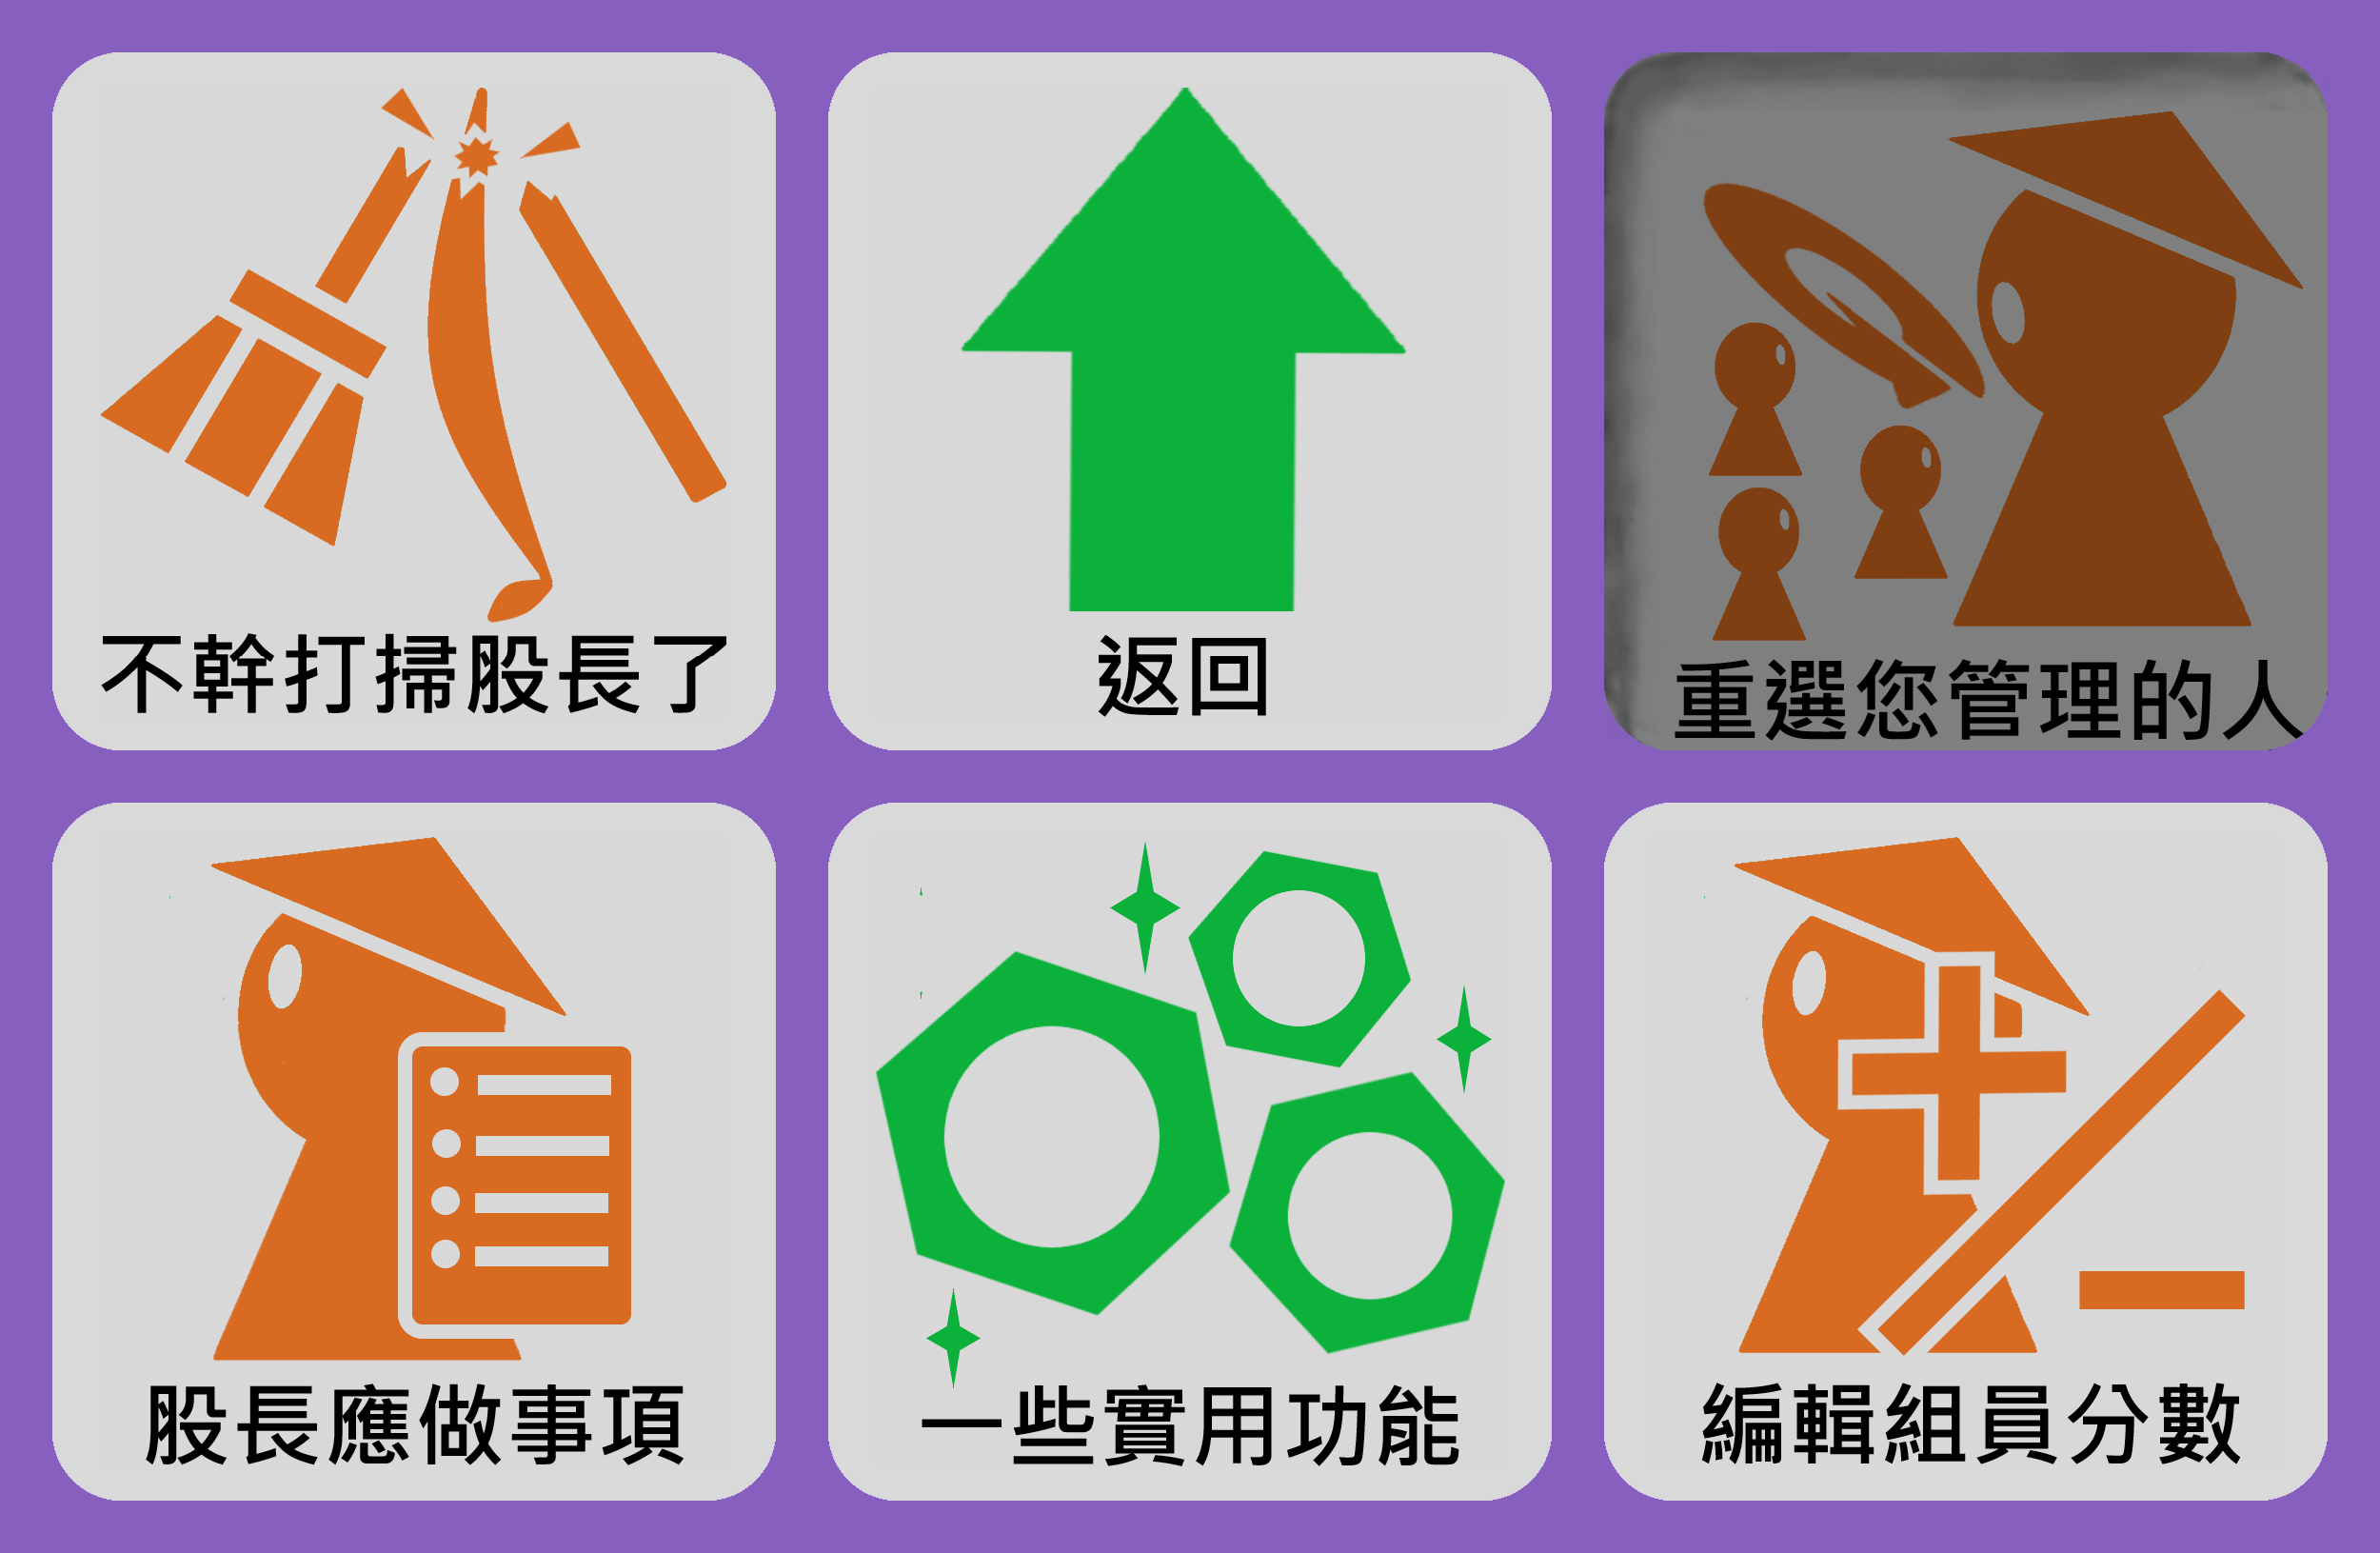 不幹打掃股長了
返回
重選您管理的人
股長應做事項
一些實用功能
編輯組員分數